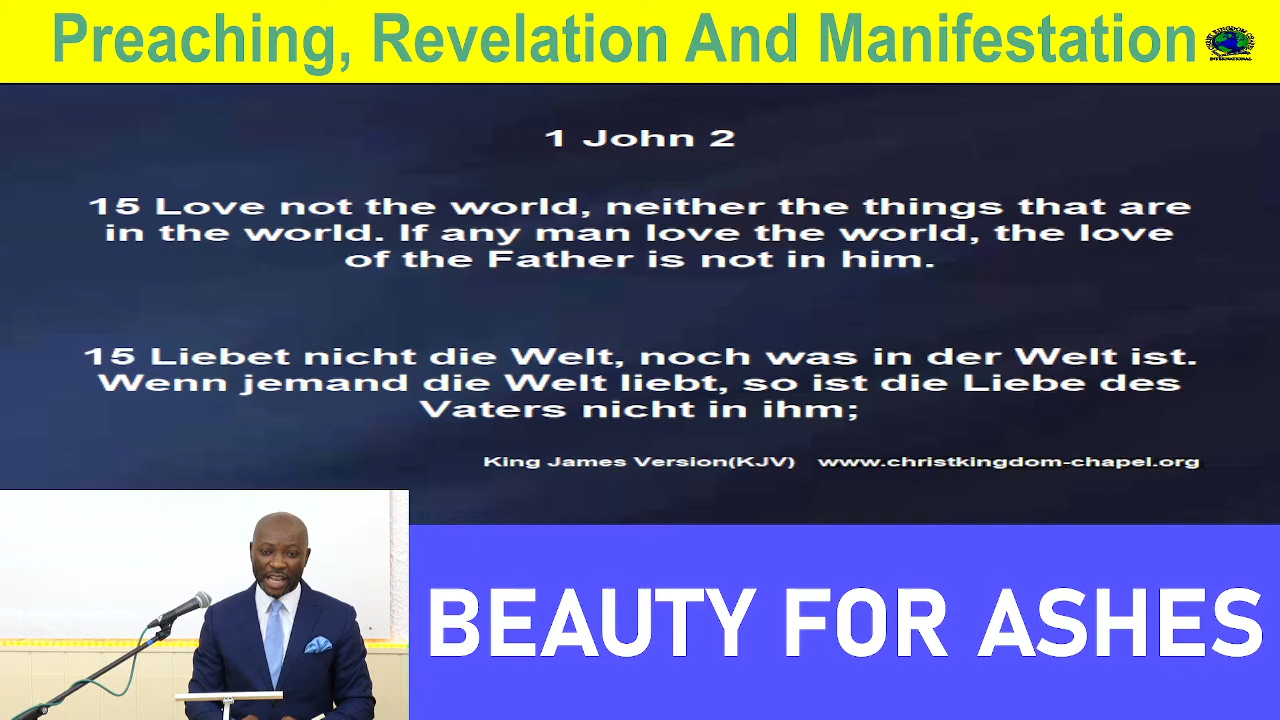 Preaching, Revelation And Manifestation
INTERNATIONAL
1 John 2
15 Love not the world, neither the things that are
in the world. If any man love the world, the love
of the Father is not in him.
15 Liebet nicht die Welt, noch was in der Welt ist.
Wenn jemand die Welt liebt, so ist die Liebe des
Vaters nicht in ihm;
King James Version(KJV) www.christkingdom-chapel.org
BEAUTY FOR ASHES